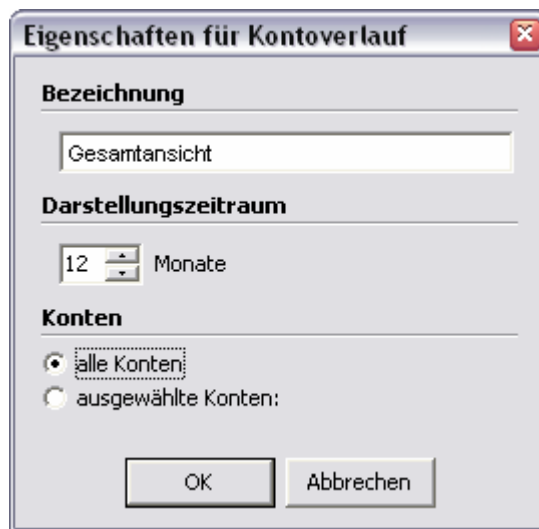 Eigenschaften für Kontoverlauf
Bezeichnung
Gesamtansicht
Darstellungszeitraum
12 Monate
Konten
alle Konten
ausgewählte Konten:
OK Abbrechen